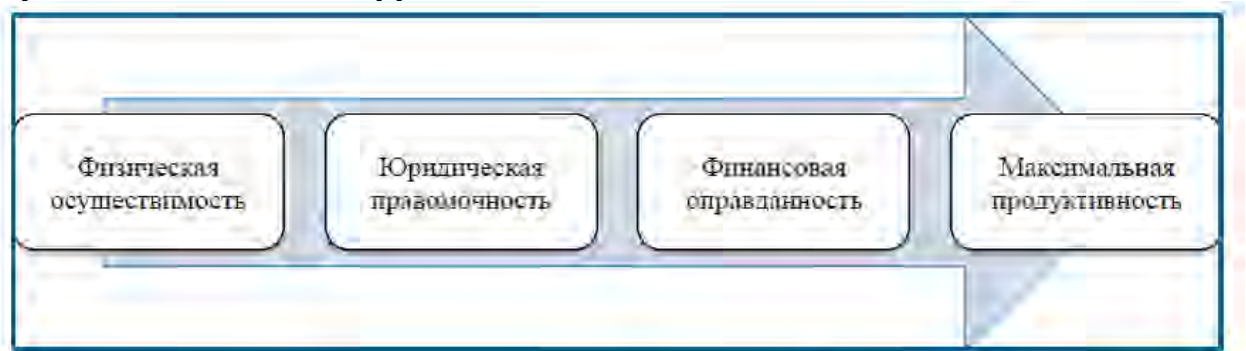 Физическая
осуществимость
Юридическая
правомочность
Финансовая
оправданность
Максимальная
продуктивность